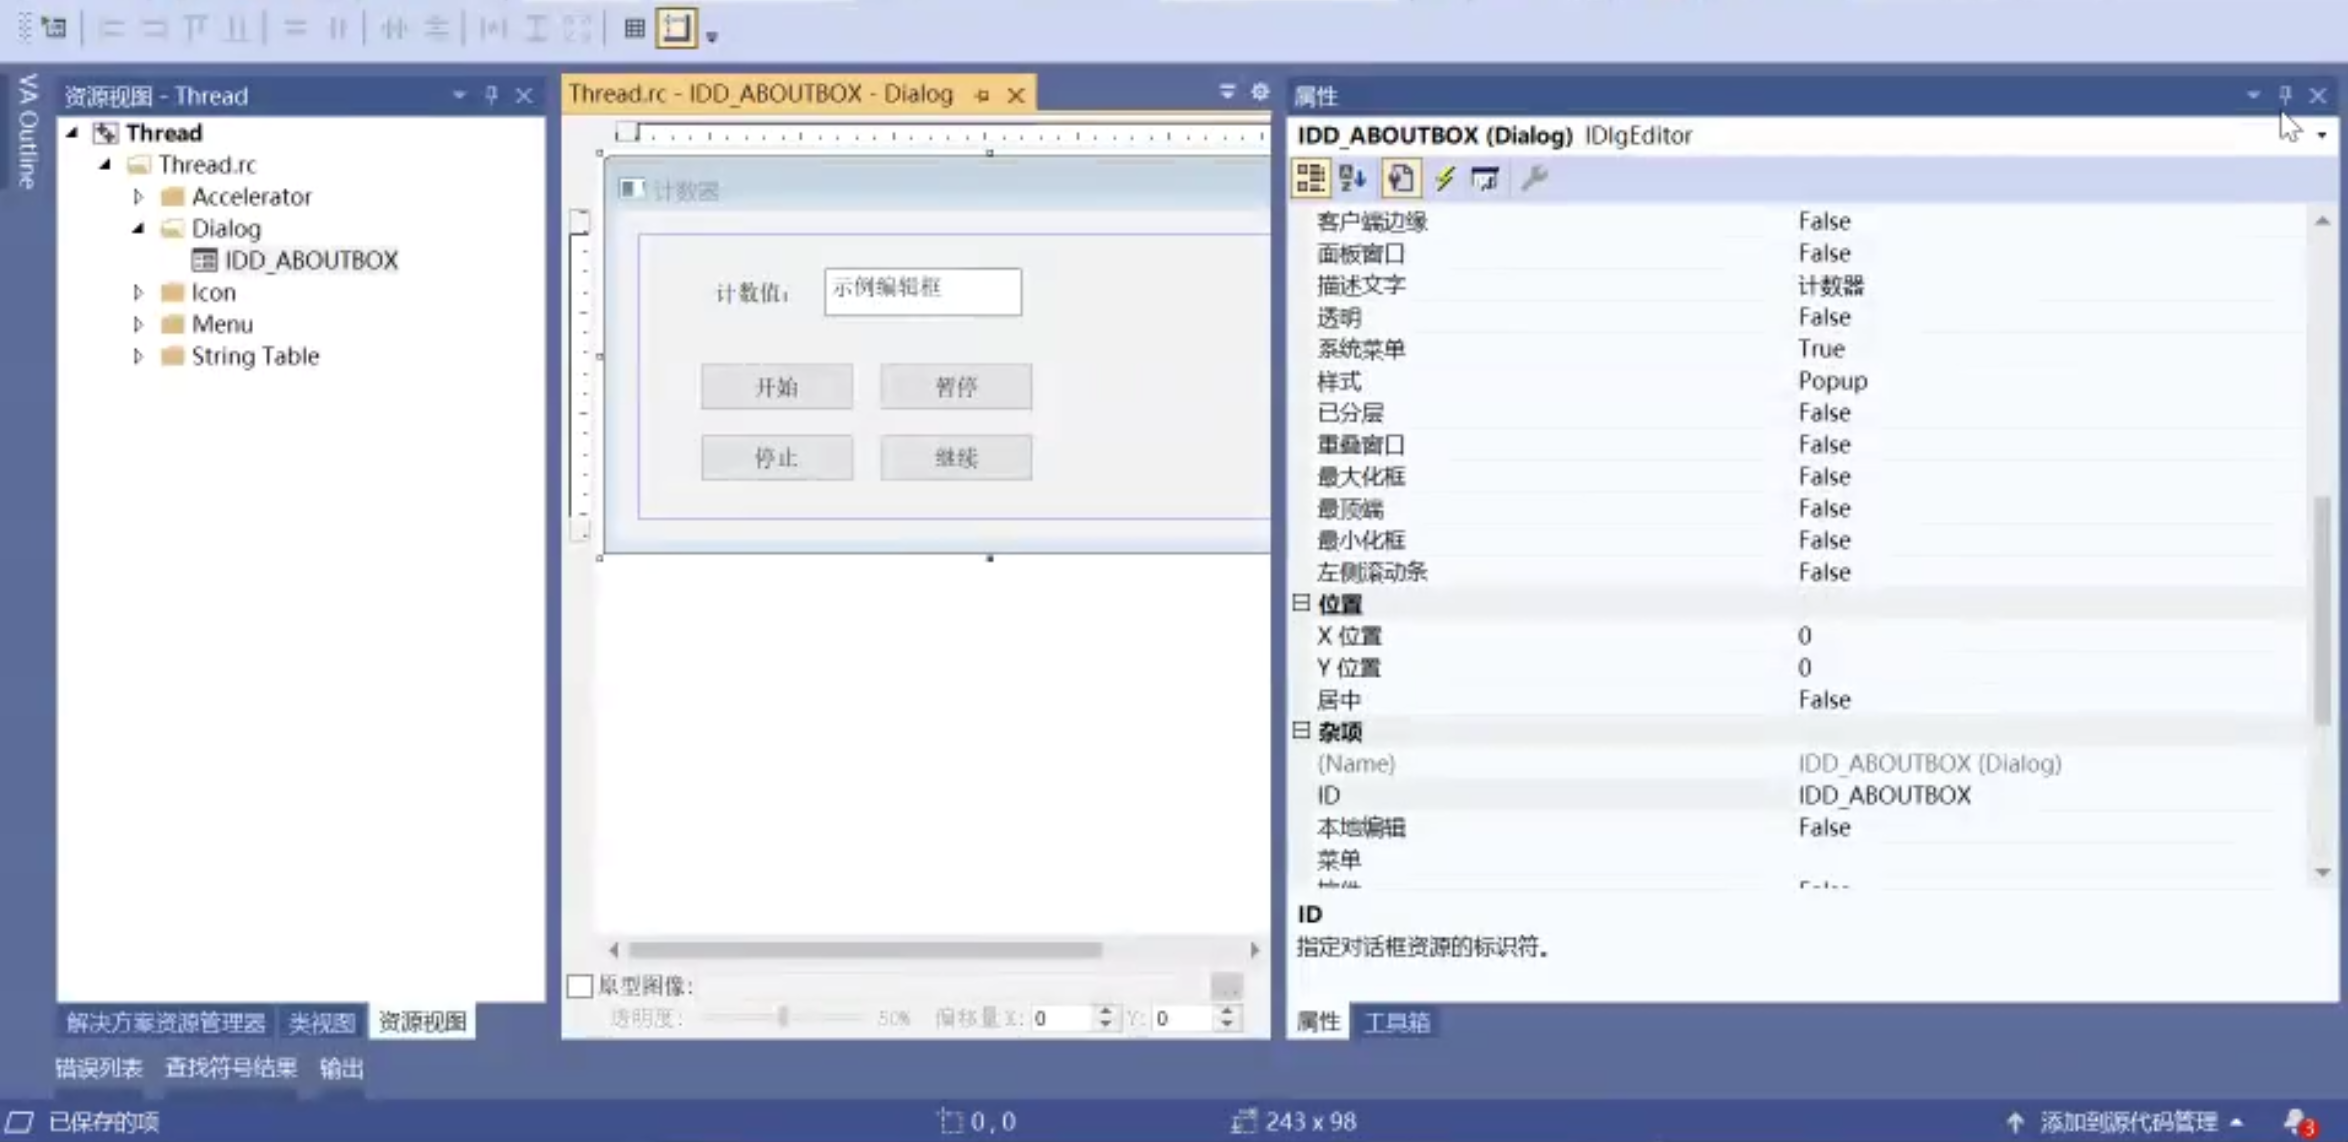 VA Outline
资源视图 - Thread
Thread
Thread.rc
Accelerator
Dialog
IDD_ABOUTBOX
Icon
Menu
String Table
解决方案资源管理器 类视图 资源视图
错误列表 查找符号结果 输出
Thread.rc - IDD_ABOUTBOX - Dialog
计数器
计数值:
示例编辑框
开始 暂停
停止 继续
原型图像:
透明度: 50% 偏移量 X: 0 Y: 0
属性
IDD_ABOUTBOX (Dialog) IDlgEditor
客户端边缘 False
面板窗口 False
描述文字 计数器
透明 False
系统菜单 True
样式 Popup
已分层 False
重叠窗口 False
最大化框 False
最顶端 False
最小化框 False
左侧滚动条 False
位置
X 位置 0
Y 位置 0
居中 False
杂项
(Name) IDD_ABOUTBOX (Dialog)
ID IDD_ABOUTBOX
本地编辑 False
菜单
ID
指定对话框资源的标识符。
属性 工具箱
已保存的项 0 , 0 243 x 98 添加到源代码管理 3